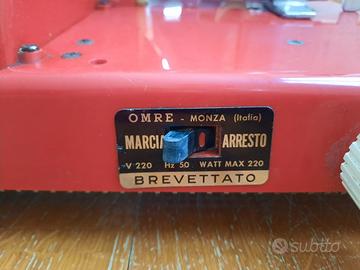 OMRE - MONZA (Italia)
MARCIA ARRESTO
V 220 Hz 50 WATT MAX 220
BREVETTATO
subito